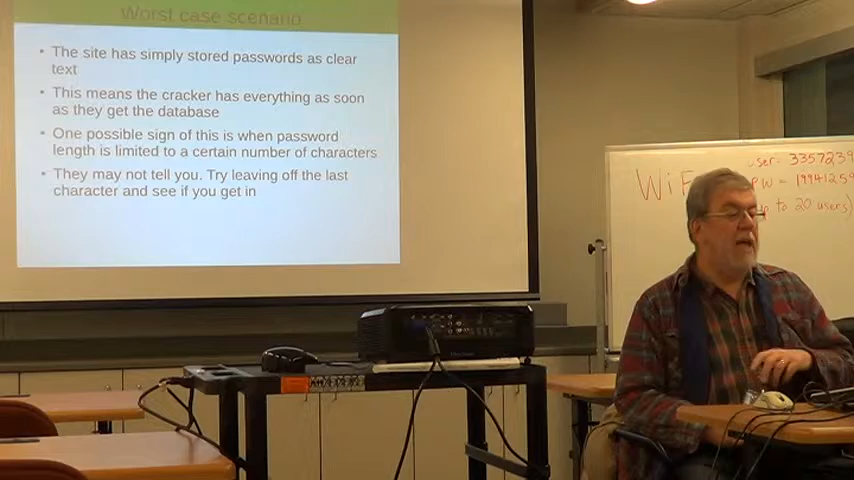 Worst case scenario
• The site has simply stored passwords as clear
text
• This means the cracker has everything as soon
as they get the database
• One possible sign of this is when password
length is limited to a certain number of characters
• They may not tell you. Try leaving off the last
character and see if you get in
WiF
user= 3357239
PW = 19941259
up to 20 users)